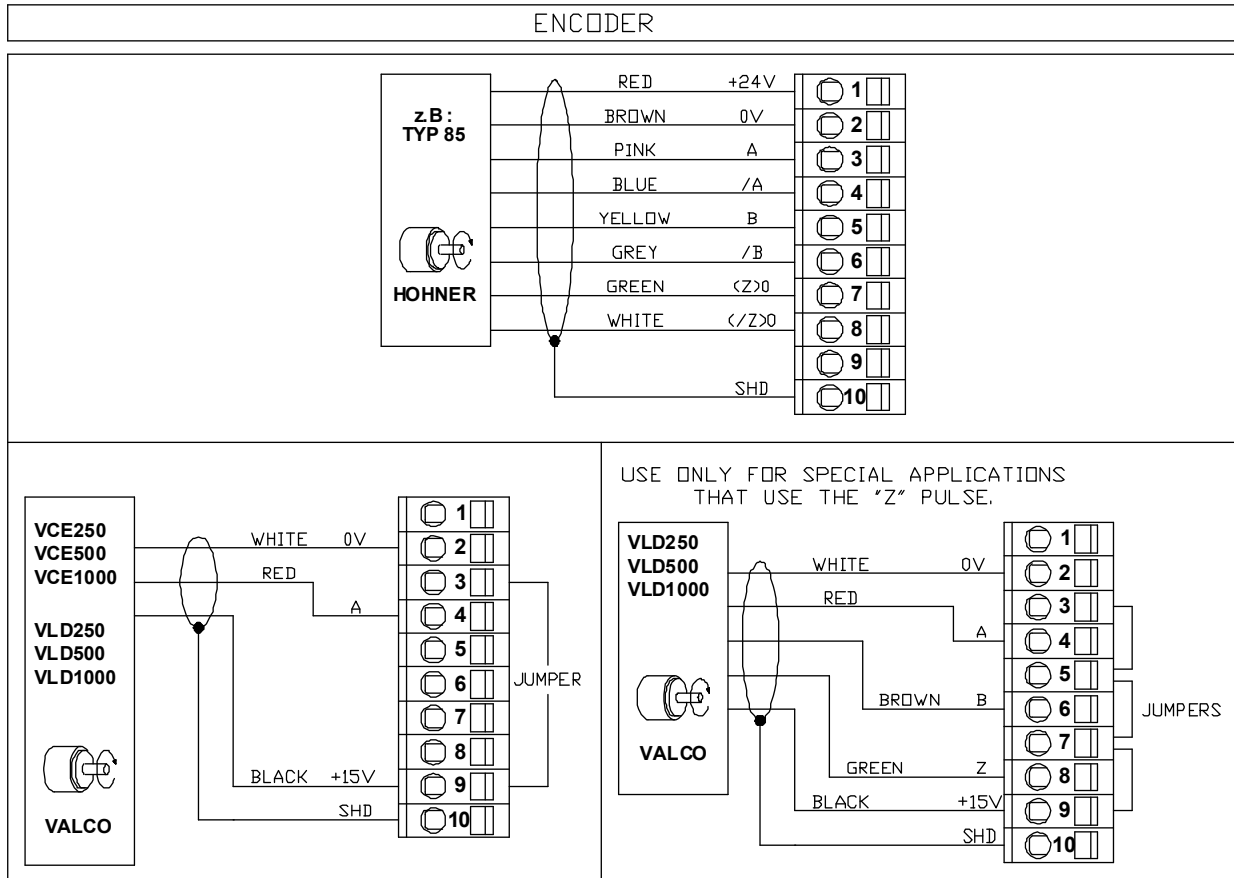 ENCODER
z.B :
TYP 85
HOHNER
RED +24V 1
BROWN 0V 2
PINK A 3
BLUE /A 4
YELLOW B 5
GREY /B 6
GREEN (Z)0 7
WHITE (/Z)0 8
9
SHD 10
VCE250
VCE500
VCE1000
VLD250
VLD500
VLD1000
VALCO
1
WHITE 0V 2
RED 3
A 4
5
6
7
8
BLACK +15V 9
SHD 10
JUMPER
USE ONLY FOR SPECIAL APPLICATIONS
THAT USE THE "Z" PULSE.
VLD250
VLD500
VLD1000
VALCO
1
WHITE 0V 2
RED 3
A 4
5
BROWN B 6
7
GREEN Z 8
BLACK +15V 9
SHD 10
JUMPERS